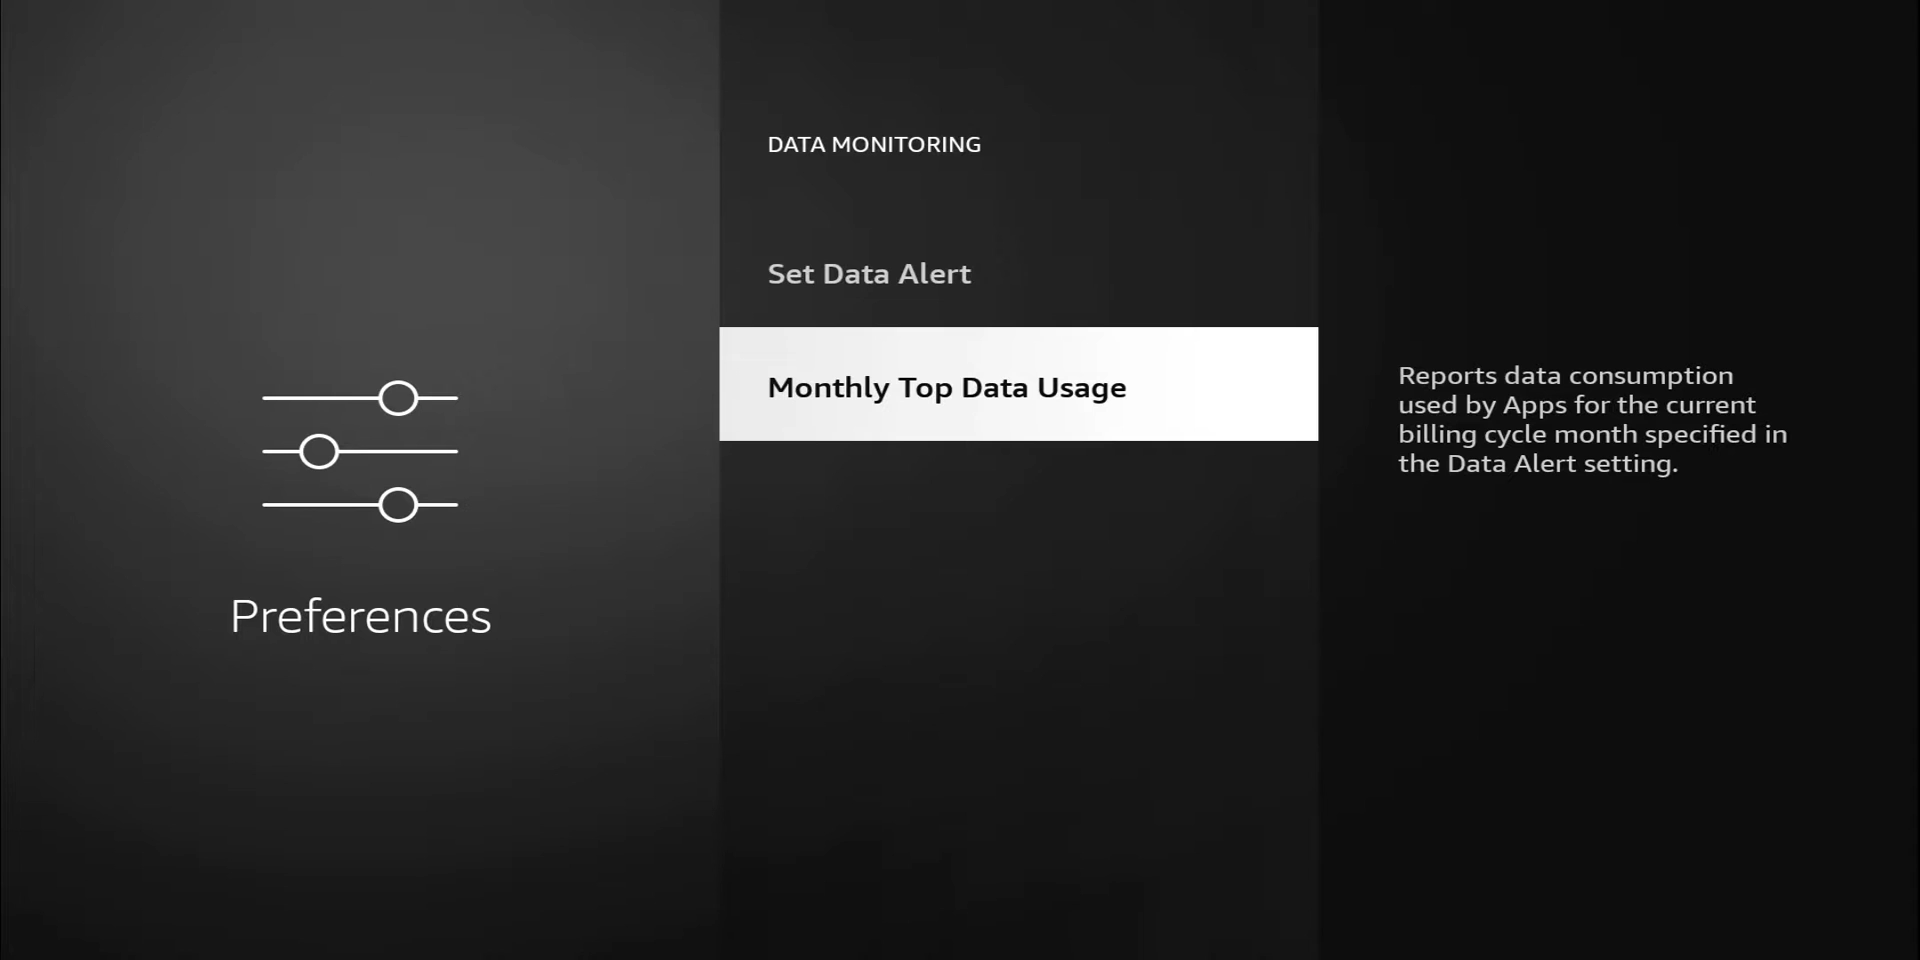 DATA MONITORING
Set Data Alert
Monthly Top Data Usage
Reports data consumption
used by Apps for the current
billing cycle month specified in
the Data Alert setting.
Preferences